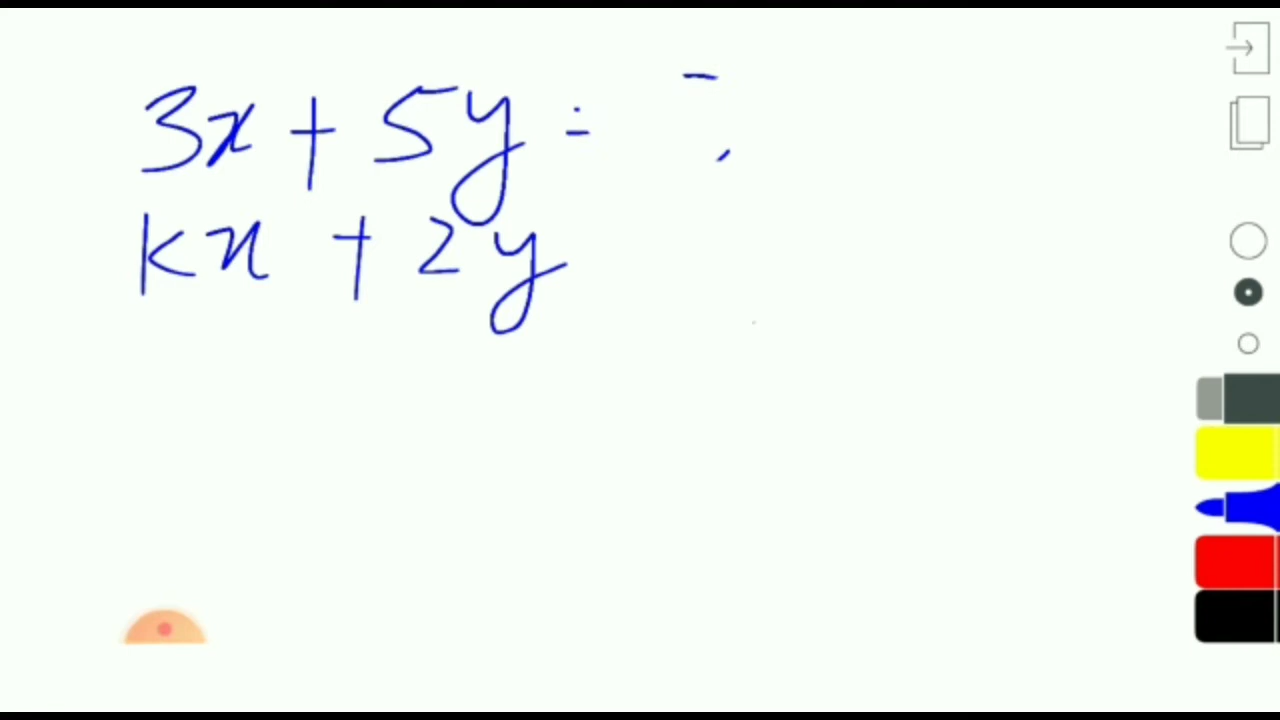 3x + 5y =
kx + 2y